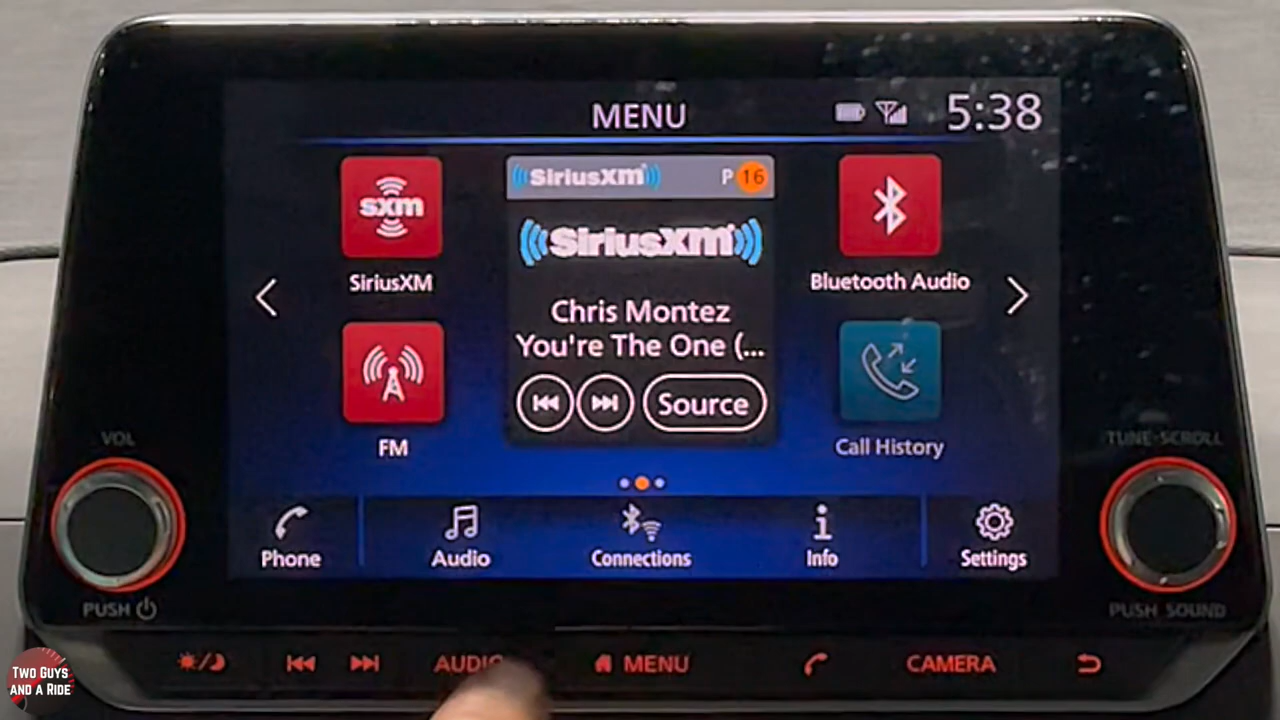 MENU
5:38
SiriusXM
P 16
sxm
SiriusXM
SiriusXM
Bluetooth Audio
Chris Montez
You're The One (...
Source
FM
Call History
VOL
TUNE·SCROLL
Phone
Audio
Connections
Info
Settings
PUSH
PUSH SOUND
AUDIO
MENU
CAMERA
TWO GUYS
AND A RIDE